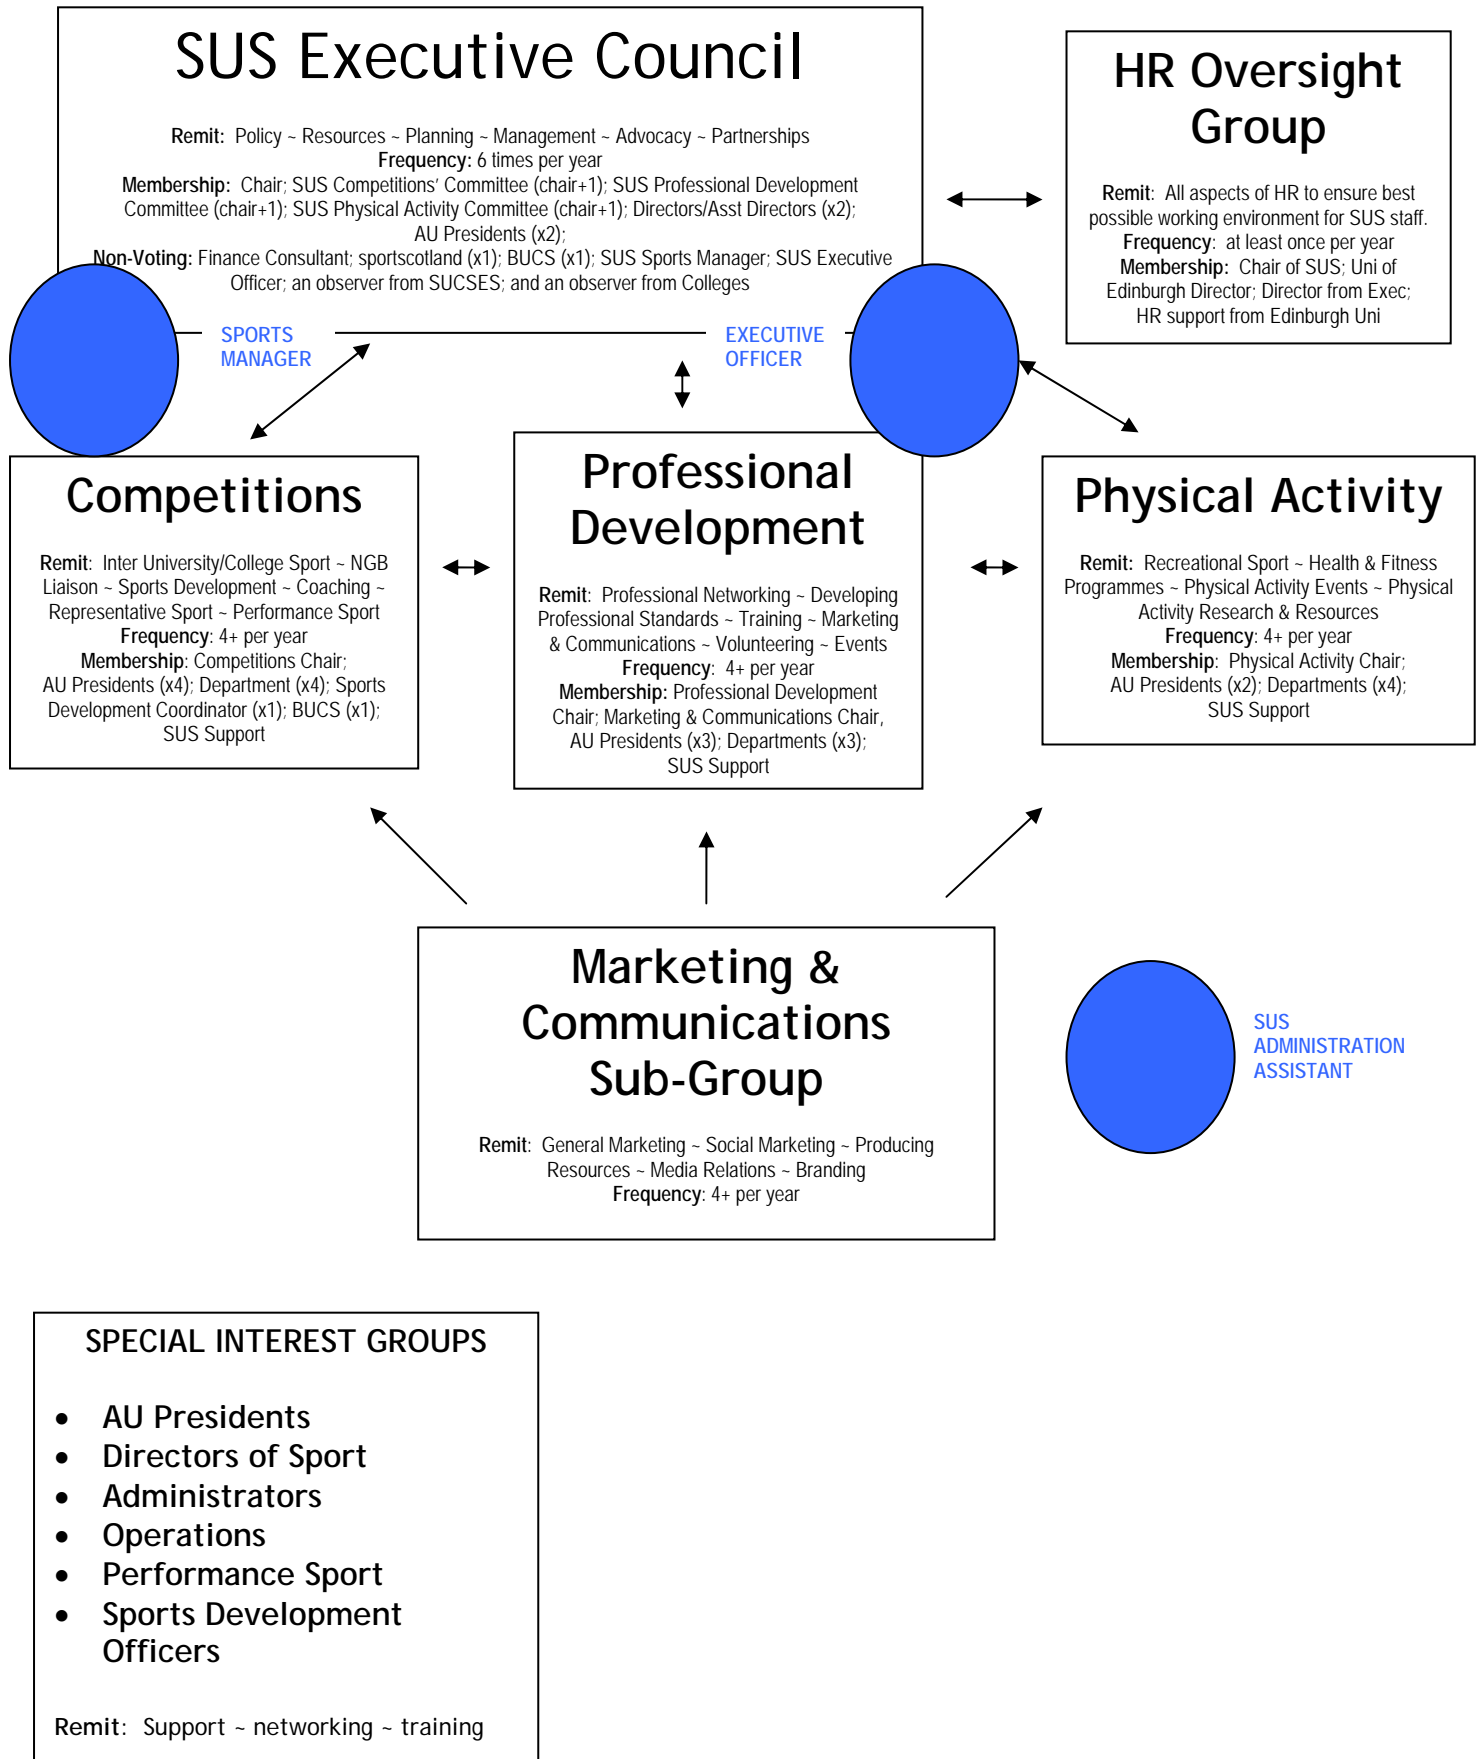 SUS Executive Council
Remit: Policy ~ Resources ~ Planning ~ Management ~ Advocacy ~ Partnerships
Frequency: 6 times per year
Membership: Chair; SUS Competitions' Committee (chair+1); SUS Professional Development
Committee (chair+1); SUS Physical Activity Committee (chair+1); Directors/Asst Directors (x2);
AU Presidents (x2);
Non-Voting: Finance Consultant; sportscotland (x1); BUCS (x1); SUS Sports Manager; SUS Executive
Officer; an observer from SUCSES; and an observer from Colleges
HR Oversight
Group
Remit: All aspects of HR to ensure best
possible working environment for SUS staff.
Frequency: at least once per year
Membership: Chair of SUS; Uni of
Edinburgh Director; Director from Exec;
HR support from Edinburgh Uni
SPORTS
MANAGER
EXECUTIVE
OFFICER
Competitions
Remit: Inter University/College Sport ~ NGB
Liaison ~ Sports Development ~ Coaching ~
Representative Sport ~ Performance Sport
Frequency: 4+ per year
Membership: Competitions Chair;
AU Presidents (x4); Department (x4); Sports
Development Coordinator (x1); BUCS (x1);
SUS Support
Professional
Development
Remit: Professional Networking ~ Developing
Professional Standards ~ Training ~ Marketing
& Communications ~ Volunteering ~ Events
Frequency: 4+ per year
Membership: Professional Development
Chair; Marketing & Communications Chair,
AU Presidents (x3); Departments (x3);
SUS Support
Physical Activity
Remit: Recreational Sport ~ Health & Fitness
Programmes ~ Physical Activity Events ~ Physical
Activity Research & Resources
Frequency: 4+ per year
Membership: Physical Activity Chair;
AU Presidents (x2); Departments (x4);
SUS Support
Marketing &
Communications
Sub-Group
Remit: General Marketing ~ Social Marketing ~ Producing
Resources ~ Media Relations ~ Branding
Frequency: 4+ per year
SUS
ADMINISTRATION
ASSISTANT
SPECIAL INTEREST GROUPS
• AU Presidents
• Directors of Sport
• Administrators
• Operations
• Performance Sport
• Sports Development
Officers
Remit: Support ~ networking ~ training